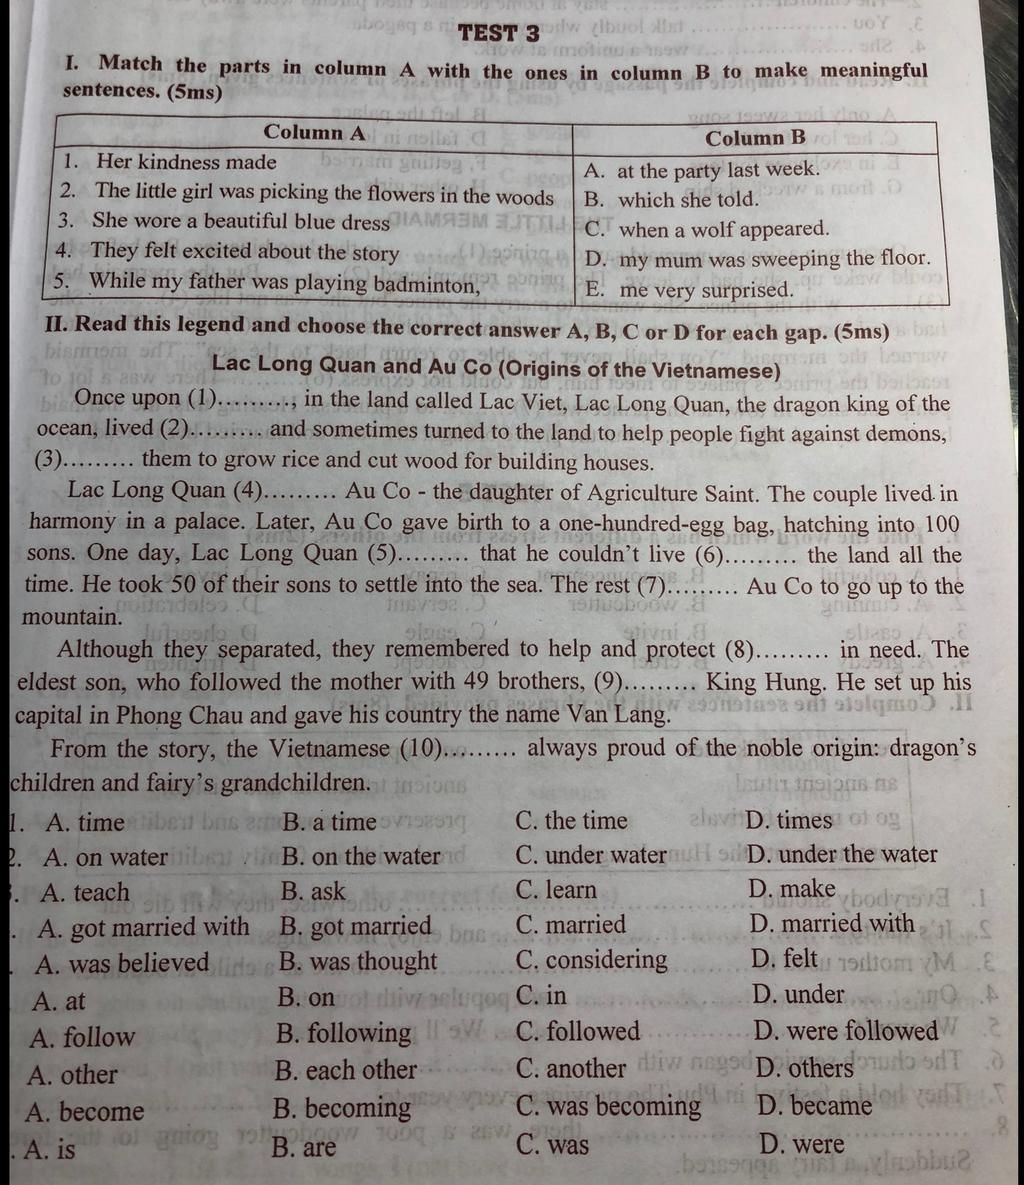 TEST 3
I. Match the parts in column A with the ones in column B to make meaningful
sentences. (5ms)
Column A Column B
1. Her kindness made A. at the party last week.
2. The little girl was picking the flowers in the woods B. which she told.
3. She wore a beautiful blue dress C. when a wolf appeared.
4. They felt excited about the story D. my mum was sweeping the floor.
5. While my father was playing badminton, E. me very surprised.
II. Read this legend and choose the correct answer A, B, C or D for each gap. (5ms)
Lac Long Quan and Au Co (Origins of the Vietnamese)
Once upon (1)........., in the land called Lac Viet, Lac Long Quan, the dragon king of the
ocean, lived (2)......... and sometimes turned to the land to help people fight against demons,
(3)......... them to grow rice and cut wood for building houses.
Lac Long Quan (4)......... Au Co - the daughter of Agriculture Saint. The couple lived in
harmony in a palace. Later, Au Co gave birth to a one-hundred-egg bag, hatching into 100
sons. One day, Lac Long Quan (5)......... that he couldn't live (6)......... the land all the
time. He took 50 of their sons to settle into the sea. The rest (7)......... Au Co to go up to the
mountain.
Although they separated, they remembered to help and protect (8)......... in need. The
eldest son, who followed the mother with 49 brothers, (9)......... King Hung. He set up his
capital in Phong Chau and gave his country the name Van Lang.
From the story, the Vietnamese (10)......... always proud of the noble origin: dragon's
children and fairy's grandchildren.
1. A. time B. a time C. the time D. times
2. A. on water B. on the water C. under water D. under the water
. A. teach B. ask C. learn D. make
. A. got married with B. got married C. married D. married with
. A. was believed B. was thought C. considering D. felt
A. at B. on C. in D. under
A. follow B. following C. followed D. were followed
A. other B. each other C. another D. others
A. become B. becoming C. was becoming D. became
. A. is B. are C. was D. were